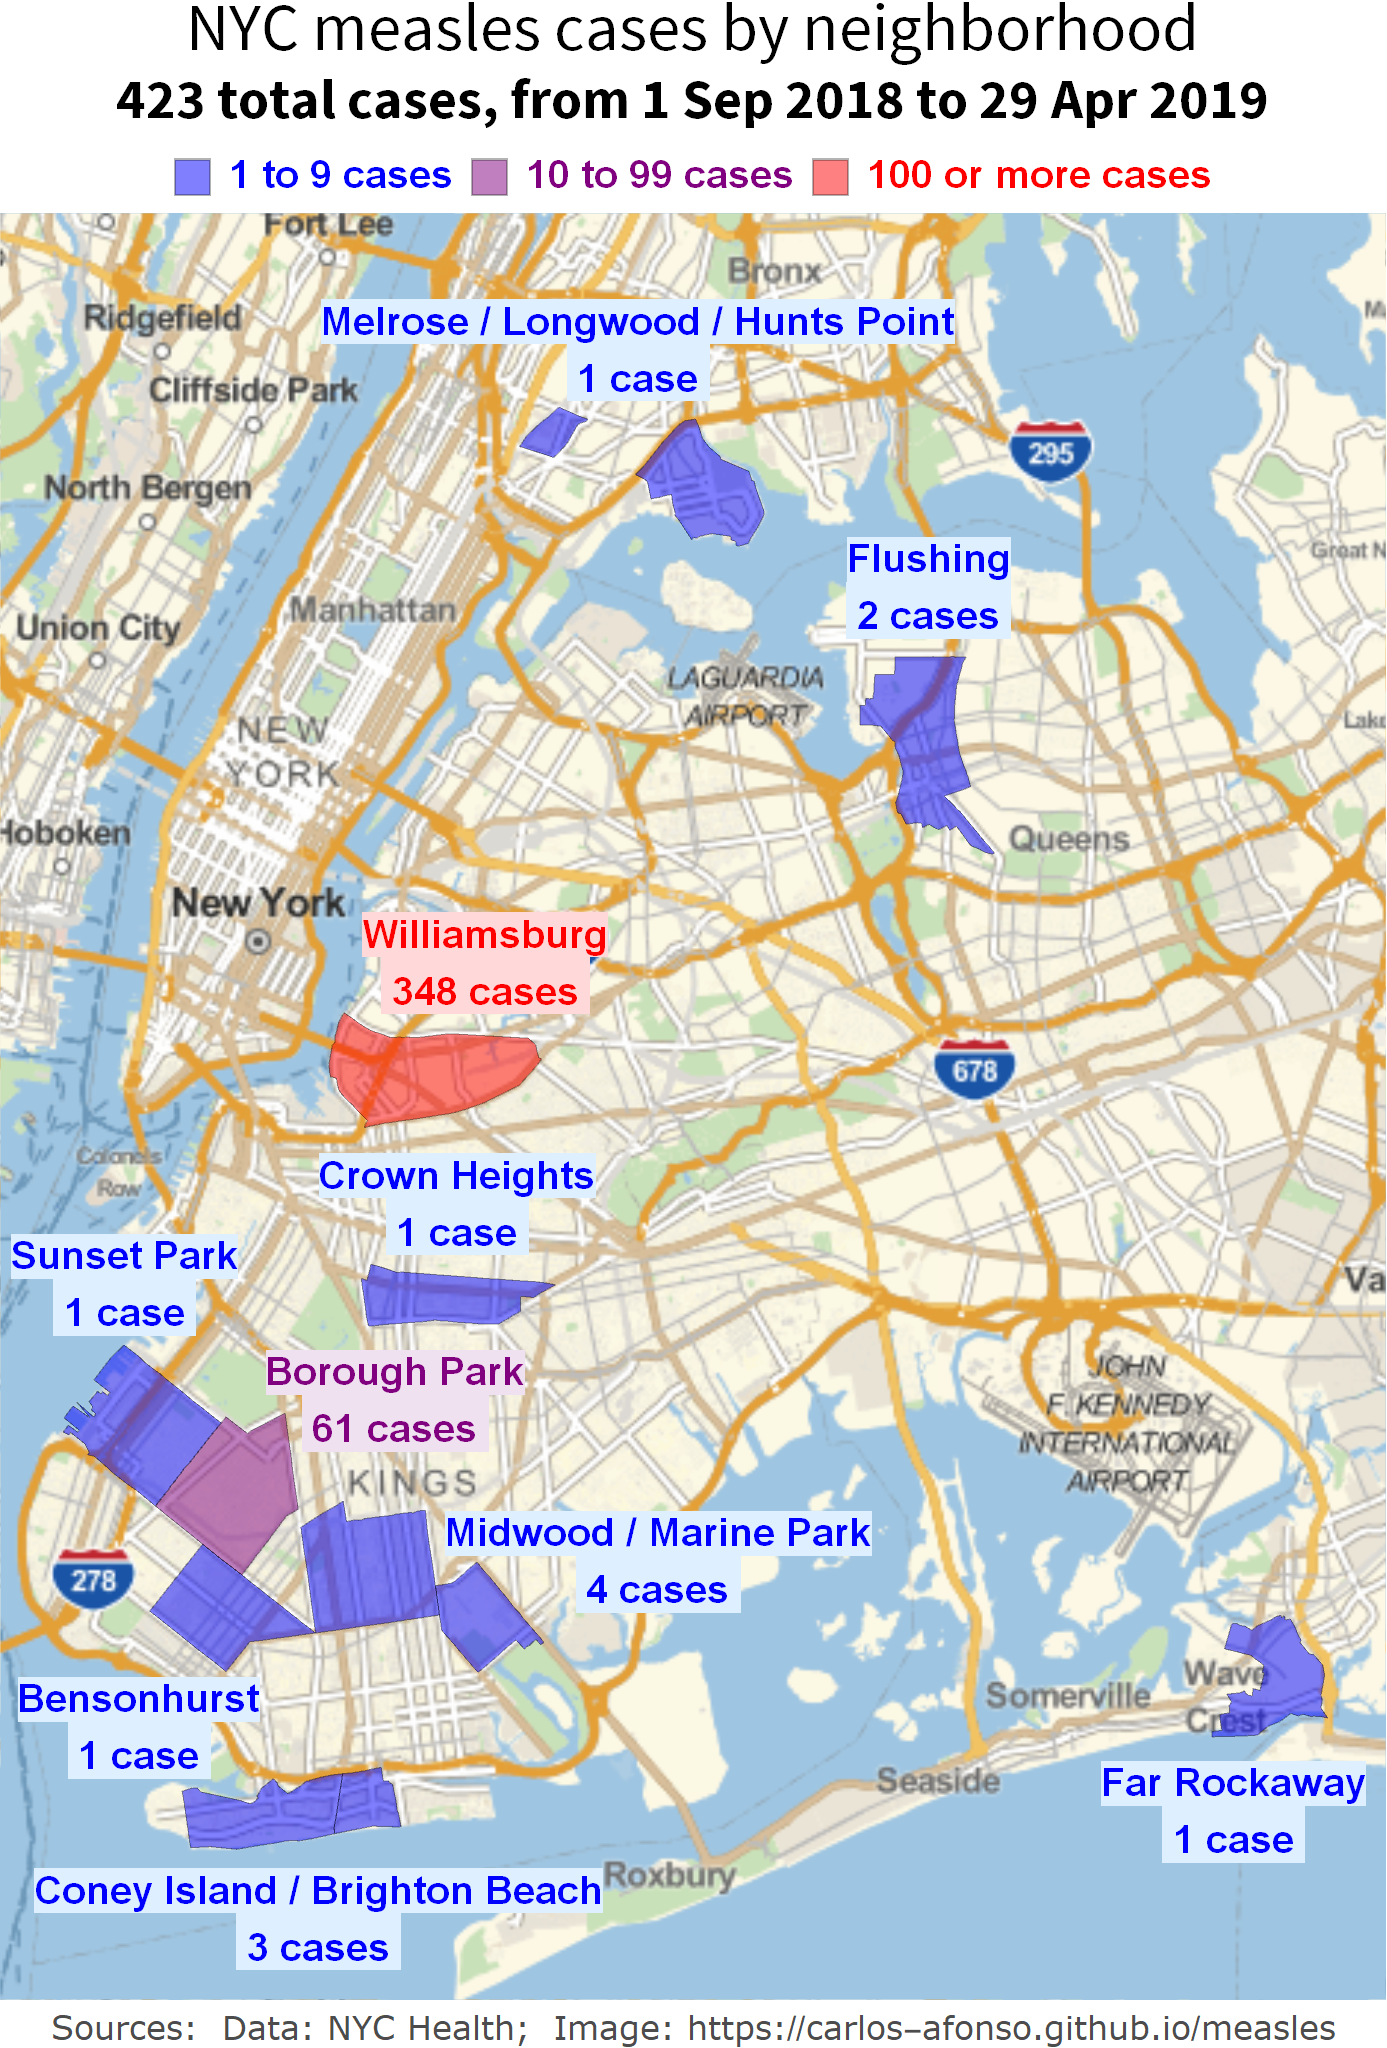 NYC measles cases by neighborhood
423 total cases, from 1 Sep 2018 to 29 Apr 2019
1 to 9 cases 10 to 99 cases 100 or more cases
Fort Lee
Bronx
Ridgefield
Melrose / Longwood / Hunts Point
1 case
Cliffside Park
295
North Bergen
Great N
Flushing
2 cases
Manhattan
Union City
LAGUARDIA
AIRPORT
NEW
YORK
Hoboken
Queens
New York
Williamsburg
348 cases
678
Colonels
Row
Crown Heights
1 case
Sunset Park
1 case
Va
Borough Park
61 cases
JOHN
F. KENNEDY
INTERNATIONAL
AIRPORT
KINGS
Midwood / Marine Park
4 cases
278
Wave
Crest
Bensonhurst
1 case
Somerville
Seaside
Far Rockaway
1 case
Roxbury
Coney Island / Brighton Beach
3 cases
Sources: Data: NYC Health; Image: https://carlos-afonso.github.io/measles